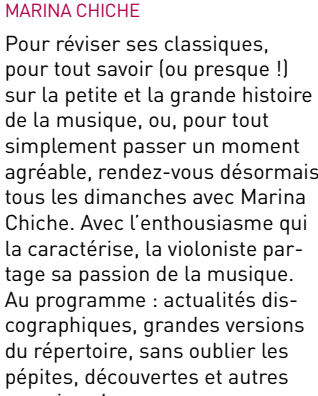 MARINA CHICHE
Pour réviser ses classiques,
pour tout savoir (ou presque !)
sur la petite et la grande histoire
de la musique, ou, pour tout
simplement passer un moment
agréable, rendez-vous désormais
tous les dimanches avec Marina
Chiche. Avec l’enthousiasme qui
la caractérise, la violoniste par-
tage sa passion de la musique.
Au programme : actualités dis-
cographiques, grandes versions
du répertoire, sans oublier les
pépites, découvertes et autres